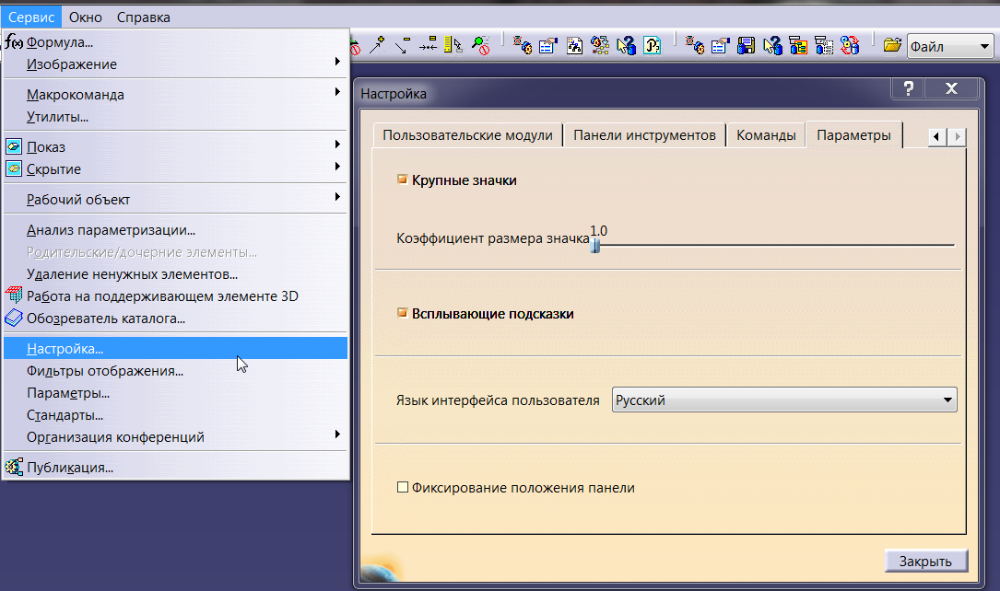 Сервис Окно Справка
f(x) Формула...
Изображение
Макрокоманда
Утилиты...
Показ
Скрытие
Рабочий объект
Анализ параметризации...
Родительские/дочерние элементы...
Удаление ненужных элементов...
Работа на поддерживающем элементе 3D
Обозреватель каталога...
Настройка...
Фильтры отображения...
Параметры...
Стандарты...
Организация конференций
Публикация...
Файл
Настройка
Пользовательские модули Панели инструментов Команды Параметры
Крупные значки
1.0
Коэффициент размера значка
Всплывающие подсказки
Язык интерфейса пользователя Русский
Фиксирование положения панели
Закрыть